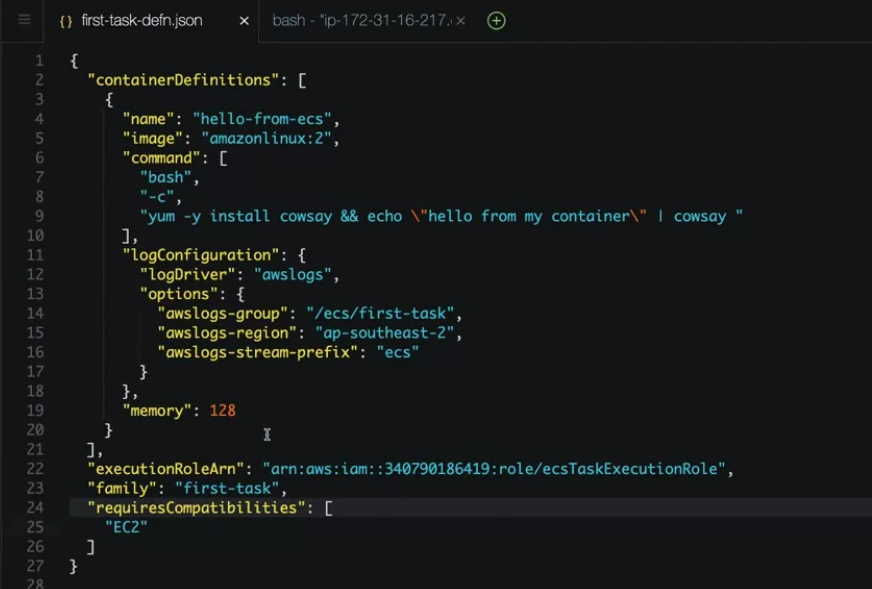 {} first-task-defn.json × bash - "ip-172-31-16-217. ×
1 {
2 "containerDefinitions": [
3 {
4 "name": "hello-from-ecs",
5 "image": "amazonlinux:2",
6 "command": [
7 "bash",
8 "-c",
9 "yum -y install cowsay && echo \"hello from my container\" | cowsay "
10 ],
11 "logConfiguration": {
12 "logDriver": "awslogs",
13 "options": {
14 "awslogs-group": "/ecs/first-task",
15 "awslogs-region": "ap-southeast-2",
16 "awslogs-stream-prefix": "ecs"
17 }
18 },
19 "memory": 128
20 }
21 ],
22 "executionRoleArn": "arn:aws:iam::340790186419:role/ecsTaskExecutionRole",
23 "family": "first-task",
24 "requiresCompatibilities": [
25 "EC2"
26 ]
27 }
28